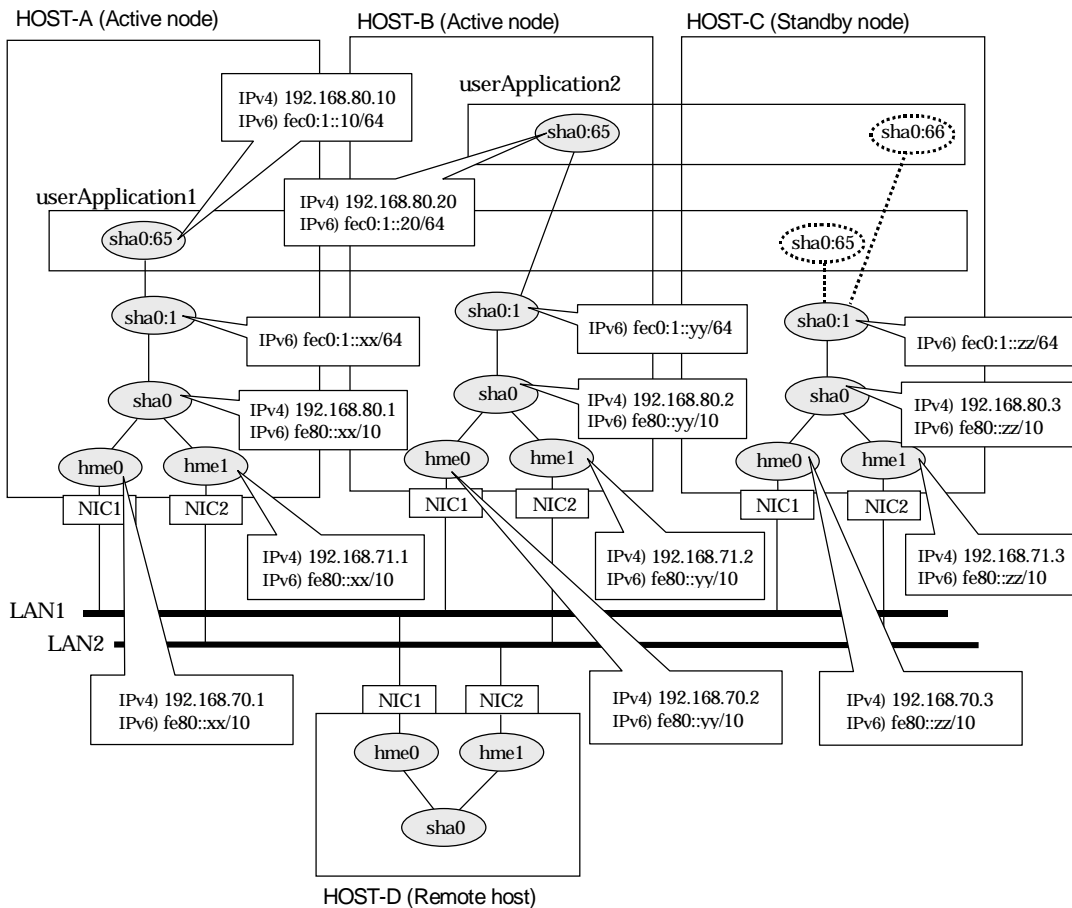 HOST-A (Active node)
HOST-B (Active node)
HOST-C (Standby node)
userApplication2
IPv4) 192.168.80.10
IPv6) fec0:1::10/64
sha0:65
sha0:66
userApplication1
IPv4) 192.168.80.20
IPv6) fec0:1::20/64
sha0:65
sha0:65
sha0:1
IPv6) fec0:1::xx/64
sha0:1
IPv6) fec0:1::yy/64
sha0:1
IPv6) fec0:1::zz/64
sha0
IPv4) 192.168.80.1
IPv6) fe80::xx/10
sha0
IPv4) 192.168.80.2
IPv6) fe80::yy/10
sha0
IPv4) 192.168.80.3
IPv6) fe80::zz/10
hme0
hme1
hme0
hme1
hme0
hme1
NIC1
NIC2
NIC1
NIC2
NIC1
NIC2
IPv4) 192.168.71.1
IPv6) fe80::xx/10
IPv4) 192.168.71.2
IPv6) fe80::yy/10
IPv4) 192.168.71.3
IPv6) fe80::zz/10
LAN1
LAN2
IPv4) 192.168.70.1
IPv6) fe80::xx/10
NIC1
NIC2
IPv4) 192.168.70.2
IPv6) fe80::yy/10
IPv4) 192.168.70.3
IPv6) fe80::zz/10
hme0
hme1
sha0
HOST-D (Remote host)